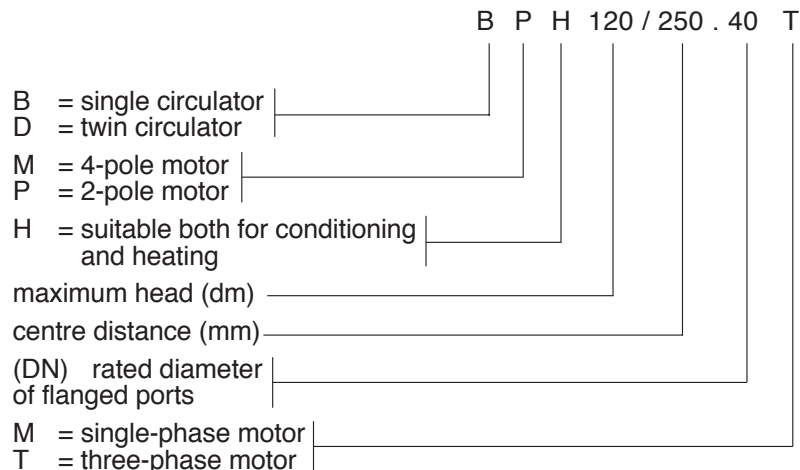 B P H 120 / 250 . 40 T
B = single circulator
D = twin circulator
M = 4-pole motor
P = 2-pole motor
H = suitable both for conditioning
and heating
maximum head (dm)
centre distance (mm)
(DN) rated diameter
of flanged ports
M = single-phase motor
T = three-phase motor